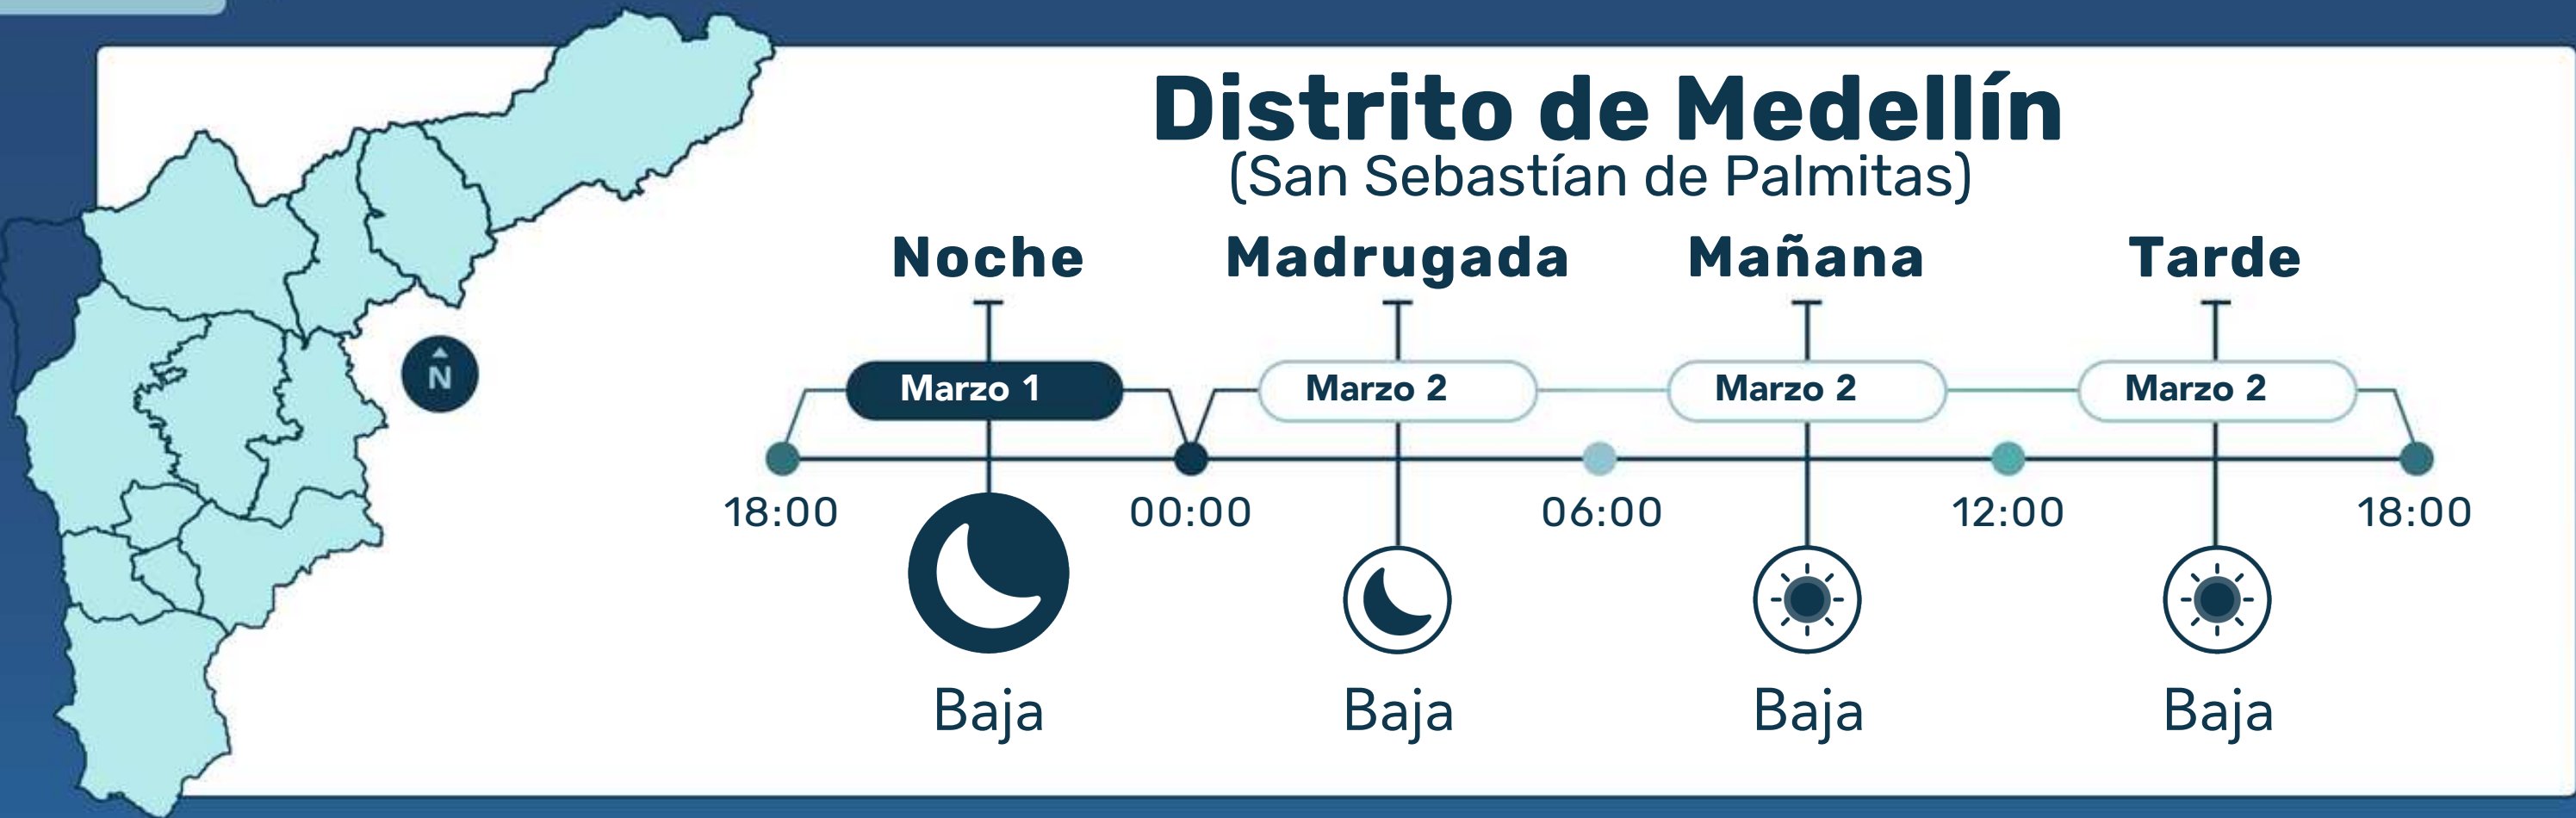 Distrito de Medellín
(San Sebastían de Palmitas)
Noche Madrugada Mañana Tarde
Marzo 1 Marzo 2 Marzo 2 Marzo 2
N
18:00 00:00 06:00 12:00 18:00
Baja Baja Baja Baja